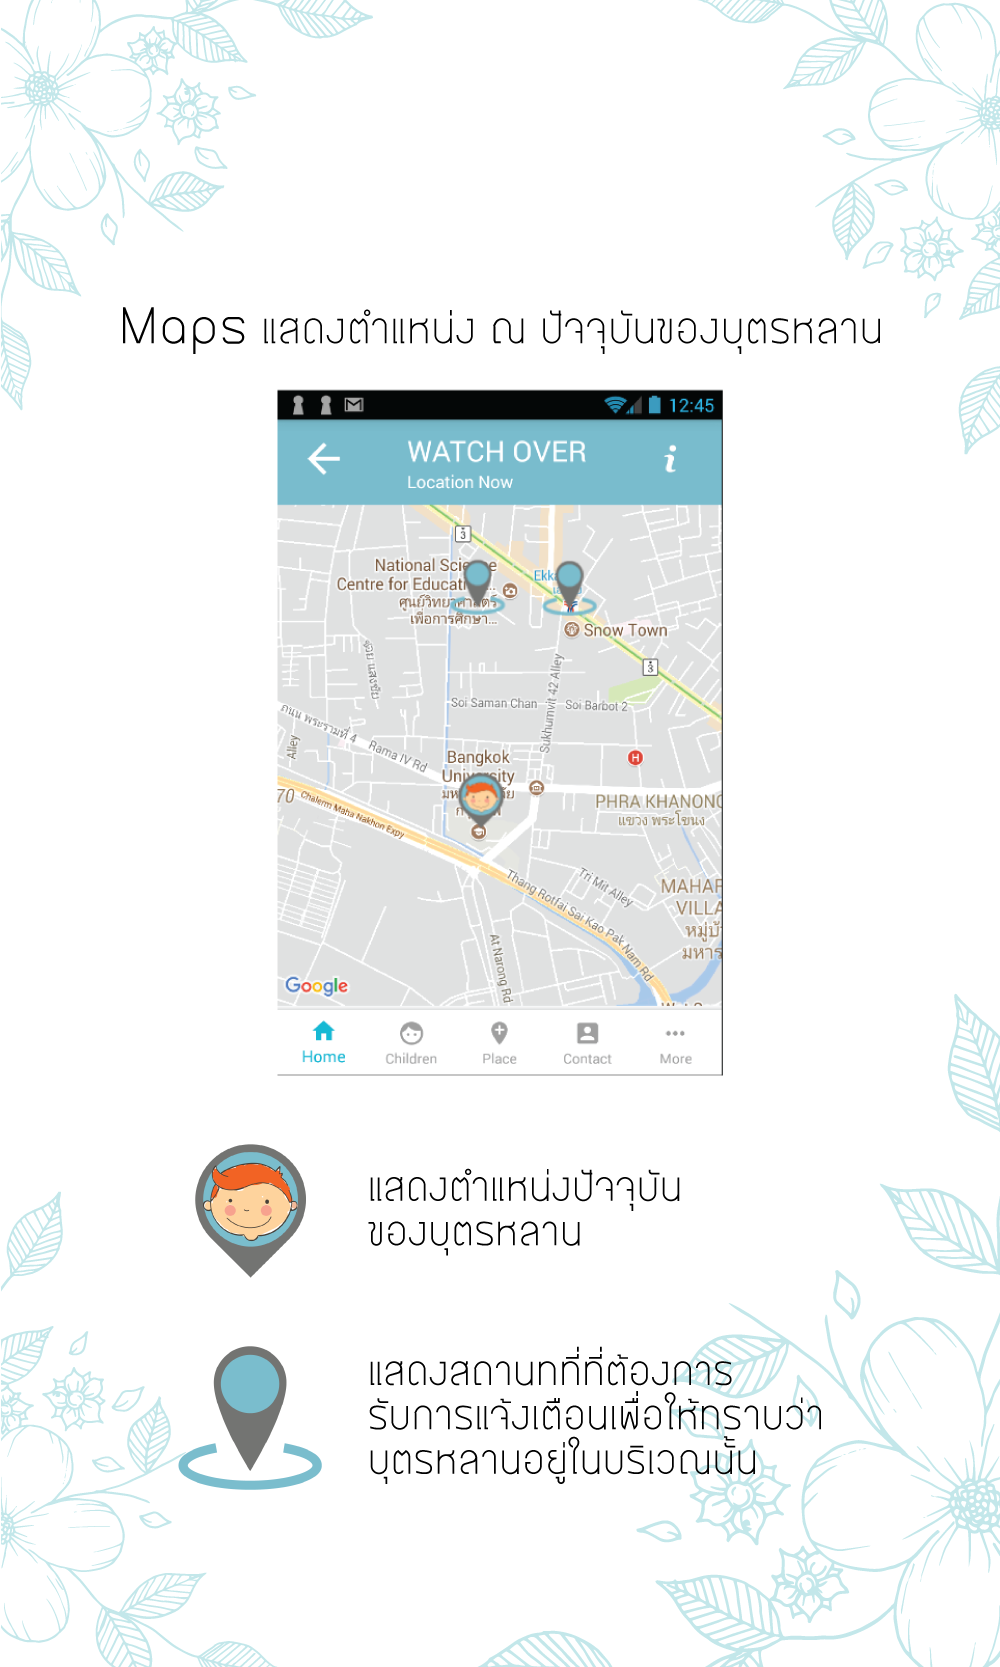 Maps แสดงตำแหน่ง ณ ปัจจุบันของบุตรหลาน
12:45
WATCH OVER
Location Now
3
National Science
Centre for Educati...
ศูนย์วิทยาศาสตร์
เพื่อการศึกษา...
Ekk
Snow Town
3
ซอย แสงชัย
Sukhumvit 42 Alley
Soi Saman Chan
Soi Barbot 2
ถนน พระรามที่ 4
Rama IV Rd
Alley
Bangkok
University
H
70
Chalerm Maha Nakhon Expy
PHRA KHANONG
แขวง พระโขนง
Tri Mit Alley
Thang Rotfai Sai Kao Pak Nam Rd
MAHAR
VILLA
หมู่บ้
มหาร
At Narong Rd
Google
Home
Children
Place
Contact
More
แสดงตำแหน่งปัจจุบัน
ของบุตรหลาน
แสดงสถานทที่ที่ต้องการ
รับการแจ้งเตือนเพื่อให้ทราบว่า
บุตรหลานอยู่ในบริเวณนั้น